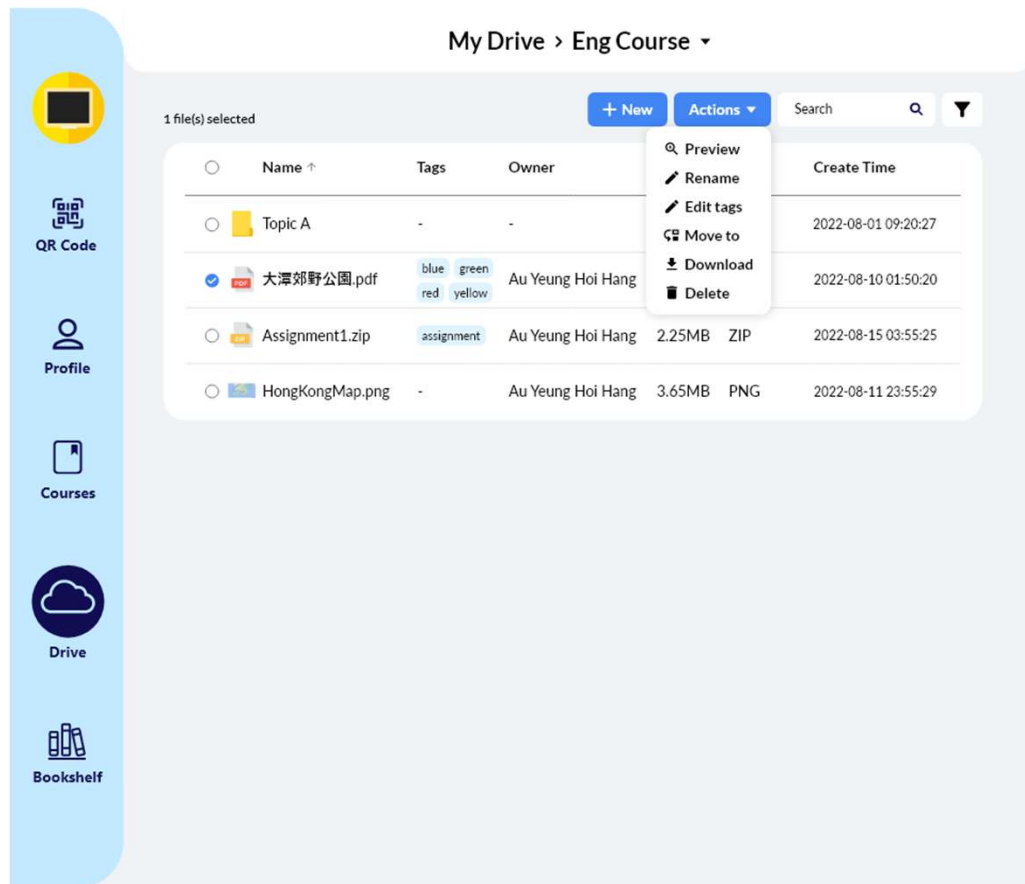 My Drive > Eng Course
1 file(s) selected
+ New
Actions
Search
Name ↑ Tags Owner Create Time
Preview
Rename
Edit tags
Move to
Download
Delete
Topic A - - 2022-08-01 09:20:27
PDF 大潭郊野公園.pdf blue green Au Yeung Hoi Hang 2022-08-10 01:50:20
red yellow
ZIP Assignment1.zip assignment Au Yeung Hoi Hang 2.25MB ZIP 2022-08-15 03:55:25
HongKongMap.png - Au Yeung Hoi Hang 3.65MB PNG 2022-08-11 23:55:29
QR Code
Profile
Courses
Drive
Bookshelf